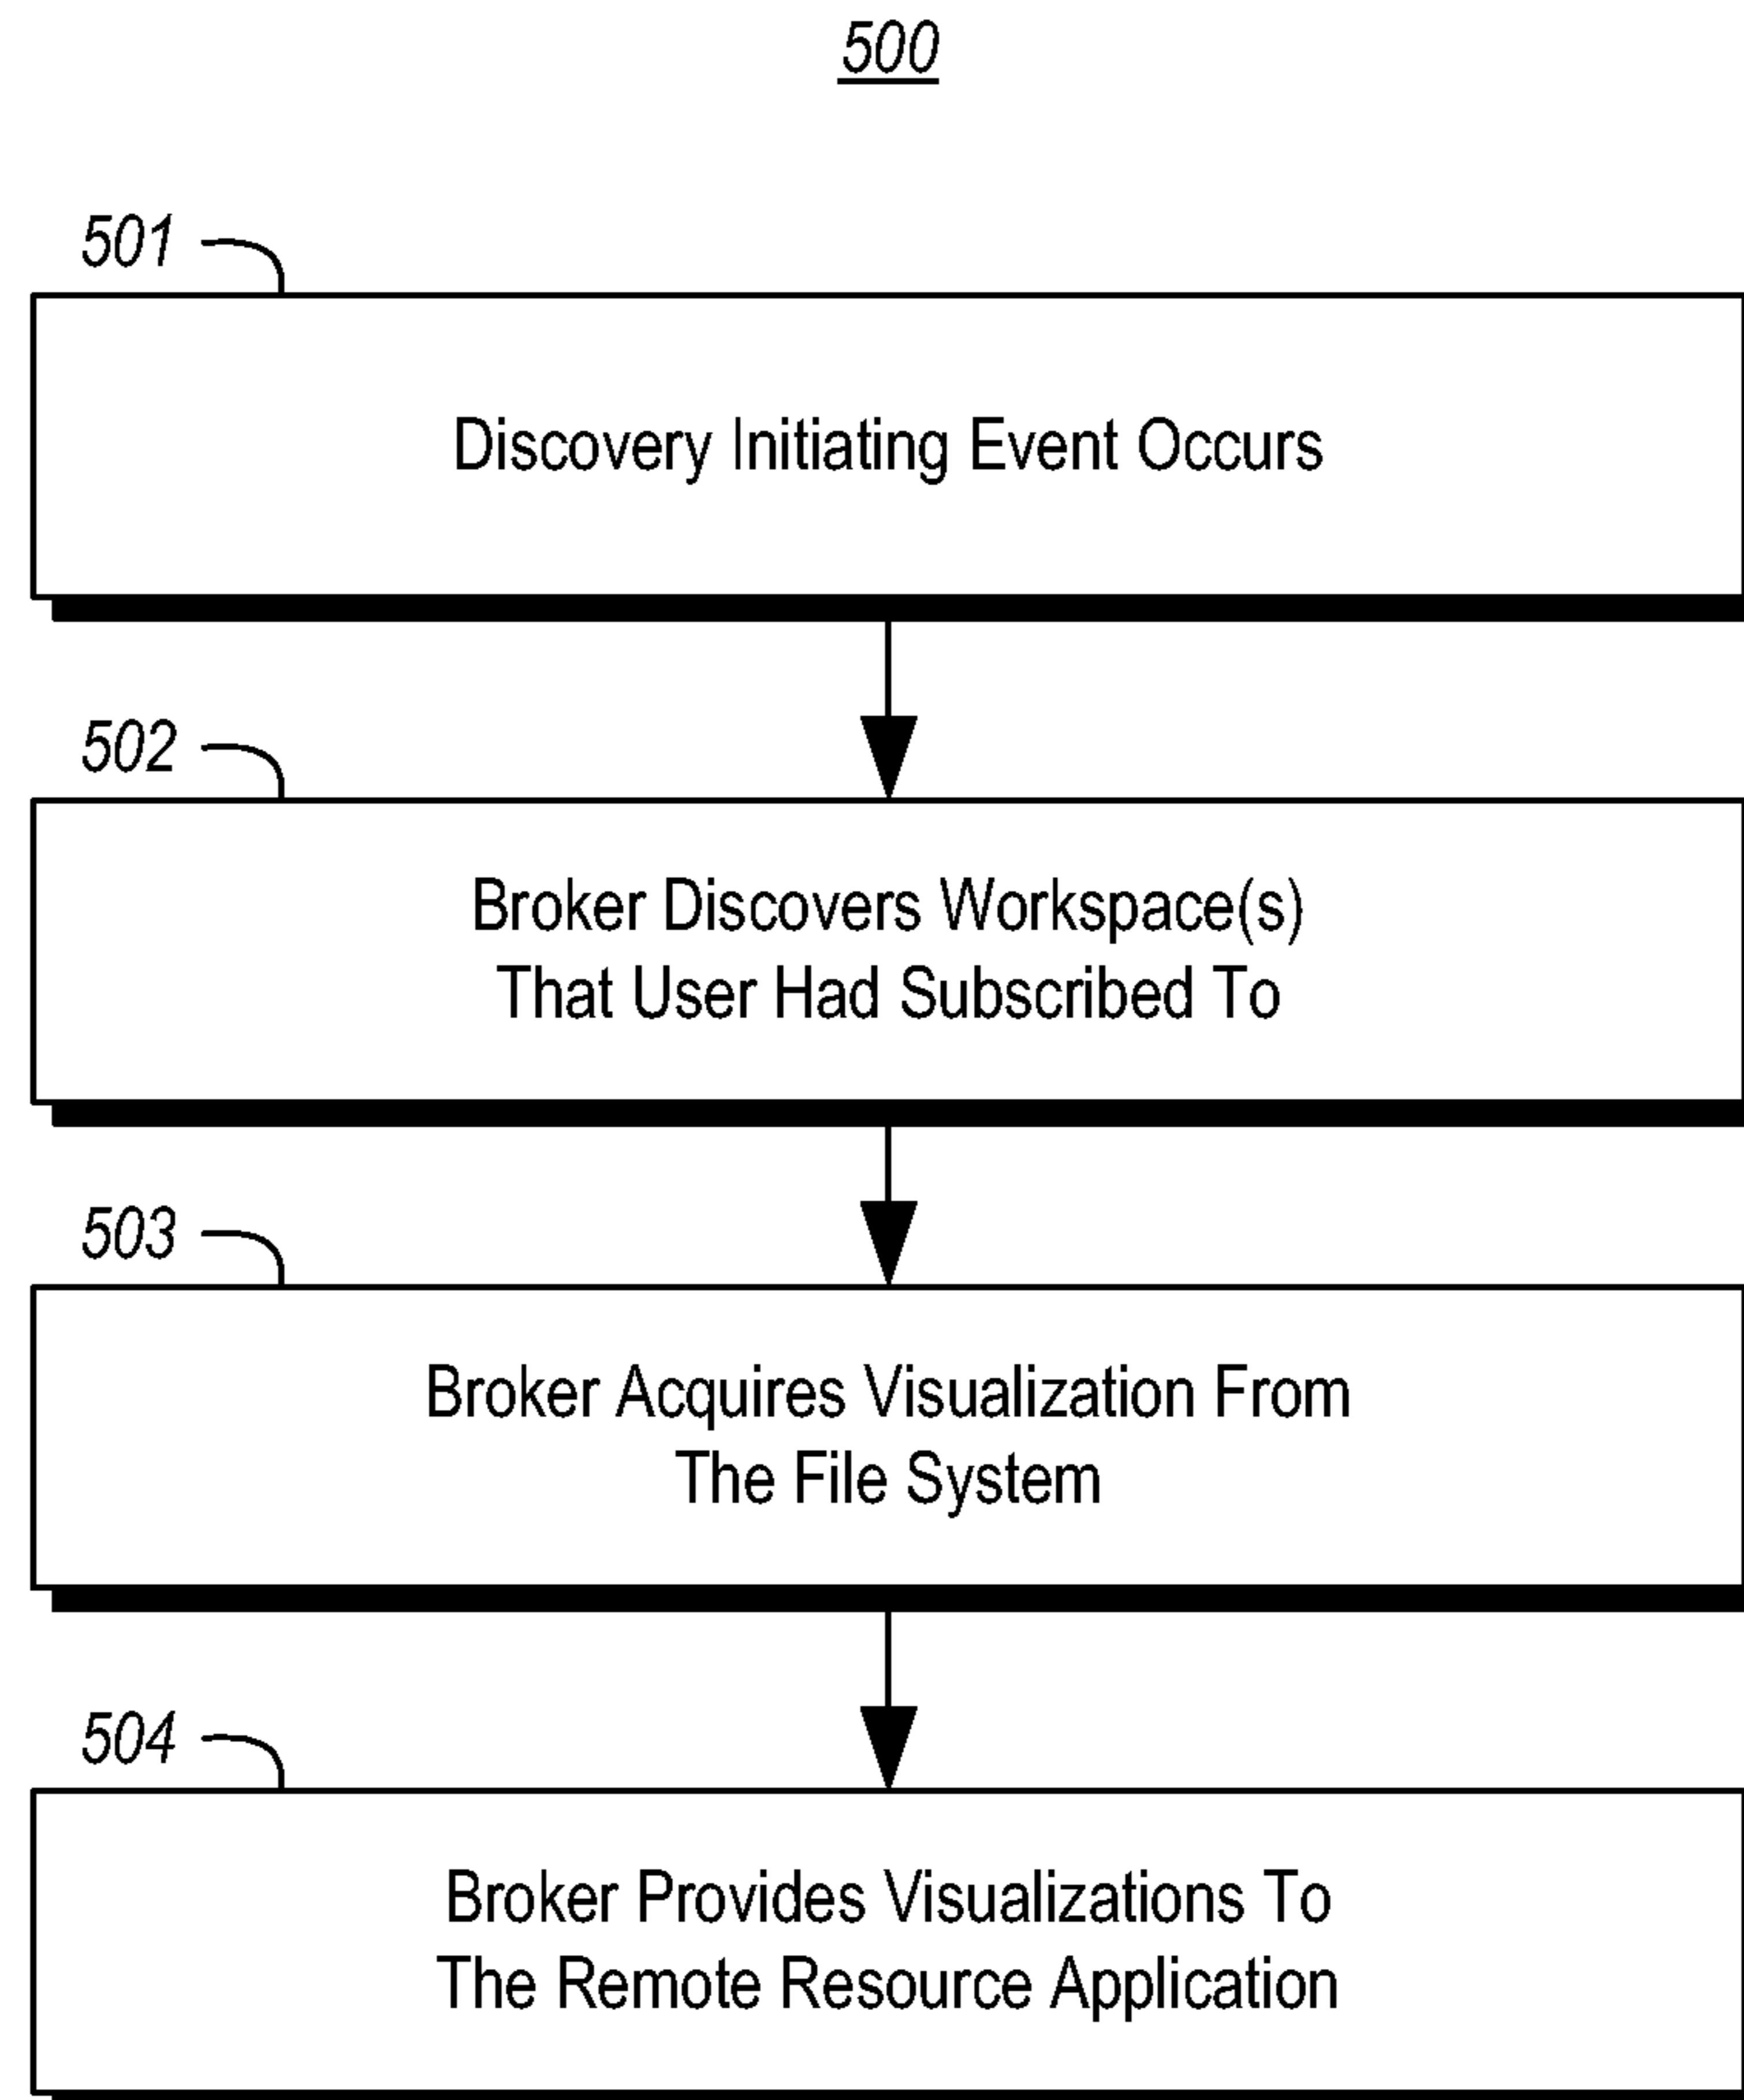 500
501
Discovery Initiating Event Occurs
502
Broker Discovers Workspace(s)
That User Had Subscribed To
503
Broker Acquires Visualization From
The File System
504
Broker Provides Visualizations To
The Remote Resource Application